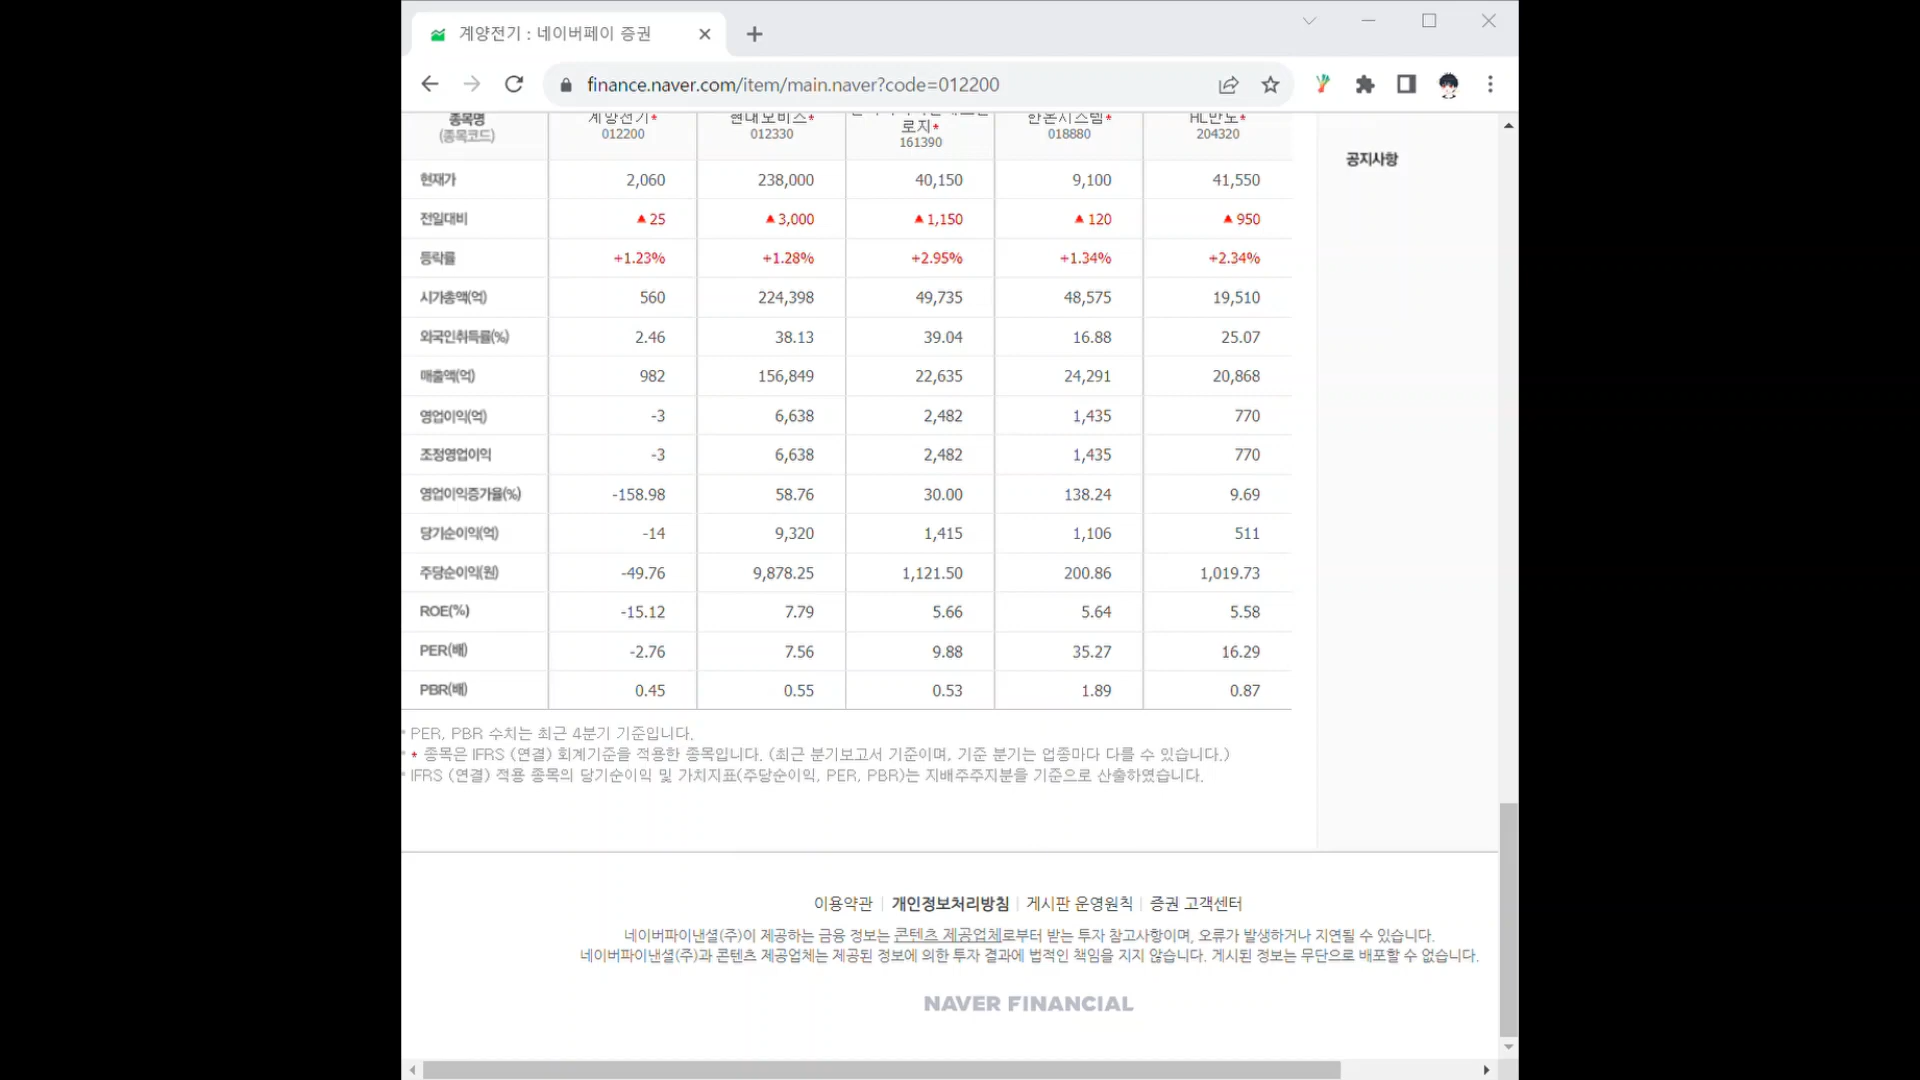 계양전기 : 네이버페이 증권
finance.naver.com/item/main.naver?code=012200
종목명 계양전기* 현대모비스* 로지* 한온시스템* HL만도*
(종목코드) 012200 012330 161390 018880 204320
공지사항
현재가 2,060 238,000 40,150 9,100 41,550
전일대비 ▲25 ▲3,000 ▲1,150 ▲120 ▲950
등락률 +1.23% +1.28% +2.95% +1.34% +2.34%
시가총액(억) 560 224,398 49,735 48,575 19,510
외국인취득률(%) 2.46 38.13 39.04 16.88 25.07
매출액(억) 982 156,849 22,635 24,291 20,868
영업이익(억) -3 6,638 2,482 1,435 770
조정영업이익 -3 6,638 2,482 1,435 770
영업이익증가율(%) -158.98 58.76 30.00 138.24 9.69
당기순이익(억) -14 9,320 1,415 1,106 511
주당순이익(원) -49.76 9,878.25 1,121.50 200.86 1,019.73
ROE(%) -15.12 7.79 5.66 5.64 5.58
PER(배) -2.76 7.56 9.88 35.27 16.29
PBR(배) 0.45 0.55 0.53 1.89 0.87
* PER, PBR 수치는 최근 4분기 기준입니다.
* * 종목은 IFRS (연결) 회계기준을 적용한 종목입니다. (최근 분기보고서 기준이며, 기준 분기는 업종마다 다를 수 있습니다.)
* IFRS (연결) 적용 종목의 당기순이익 및 가치지표(주당순이익, PER, PBR)는 지배주주지분을 기준으로 산출하였습니다.
이용약관 | 개인정보처리방침 | 게시판 운영원칙 | 증권 고객센터
네이버파이낸셜(주)이 제공하는 금융 정보는 콘텐츠 제공업체로부터 받는 투자 참고사항이며, 오류가 발생하거나 지연될 수 있습니다.
네이버파이낸셜(주)과 콘텐츠 제공업체는 제공된 정보에 의한 투자 결과에 법적인 책임을 지지 않습니다. 게시된 정보는 무단으로 배포할 수 없습니다.
NAVER FINANCIAL